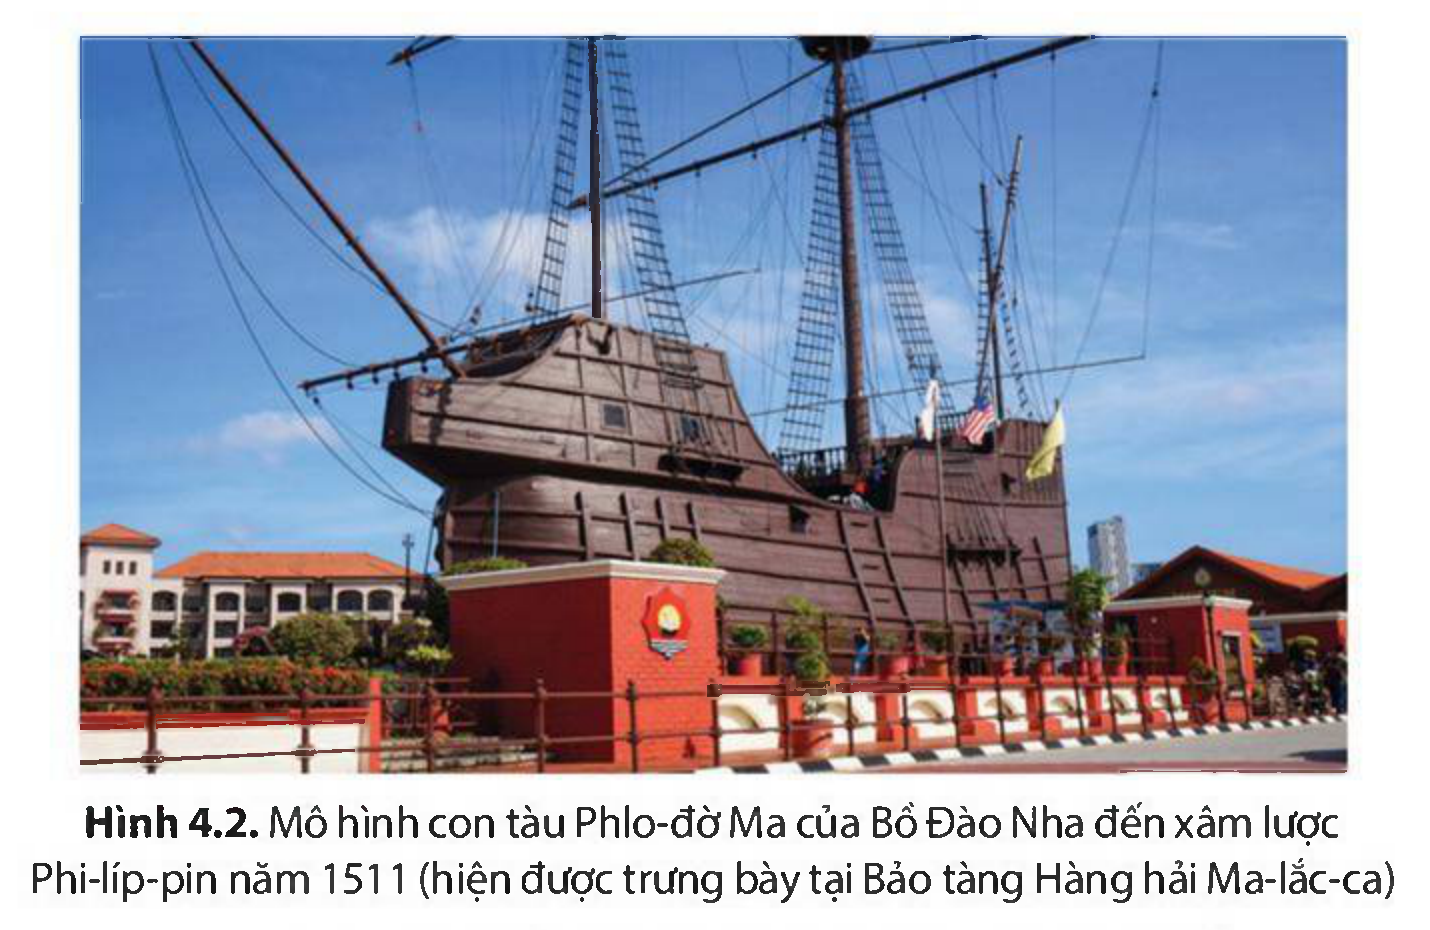 Hình 4.2. Mô hình con tàu Phlo-đờ Ma của Bồ Đào Nha đến xâm lược
Phi-líp-pin năm 1511 (hiện được trưng bày tại Bảo tàng Hàng hải Ma-lắc-ca)